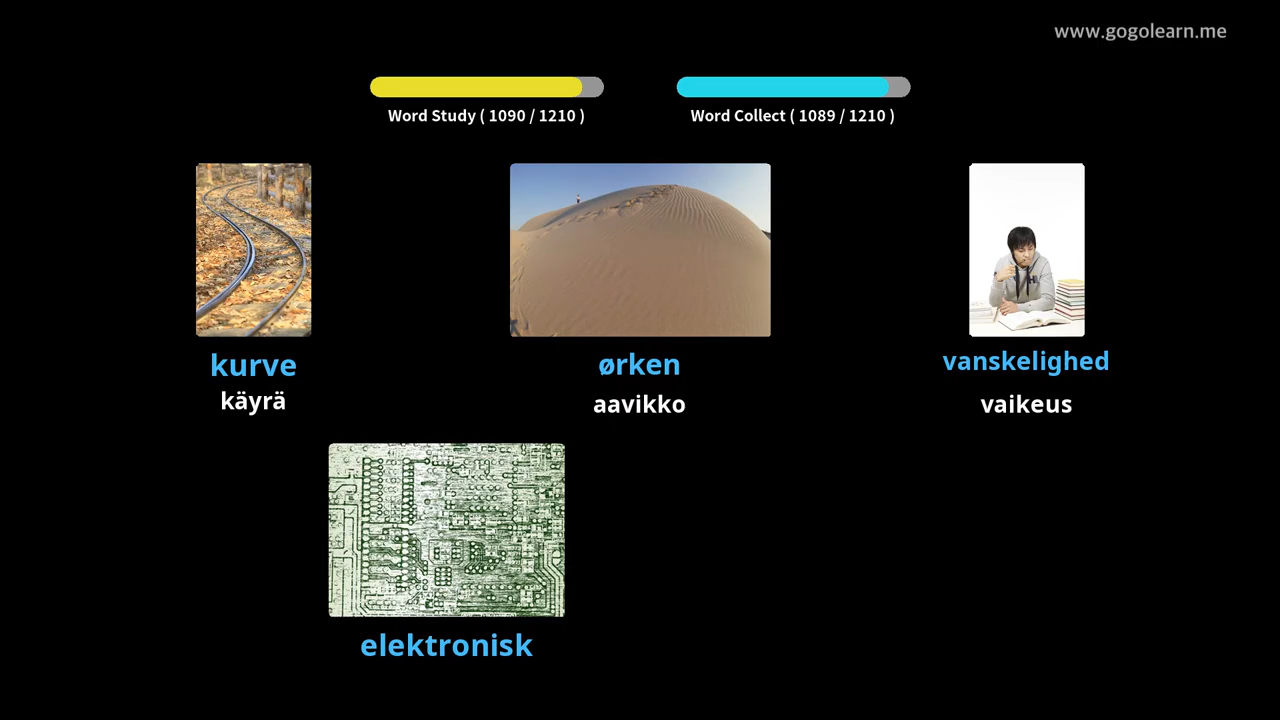 www.gogolearn.me
Word Study ( 1090 / 1210 )
Word Collect ( 1089 / 1210 )
kurve
käyrä
ørken
aavikko
vanskelighed
vaikeus
elektronisk